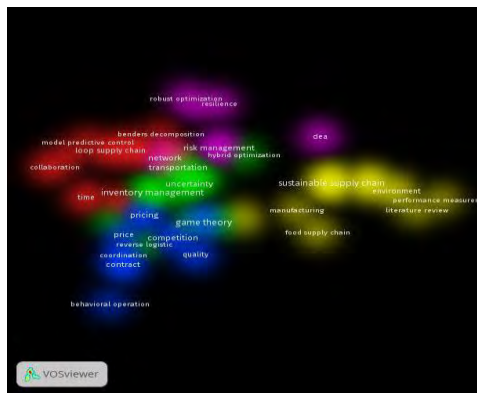 robust optimization
resilience
benders decomposition
dea
model predictive control
loop supply chain
risk management
network
hybrid optimization
collaboration
transportation
uncertainty
sustainable supply chain
inventory management
environment
time
performance measures
manufacturing
literature review
pricing
game theory
price
competition
food supply chain
reverse logistic
coordination
quality
contract
behavioral operation
VOSviewer